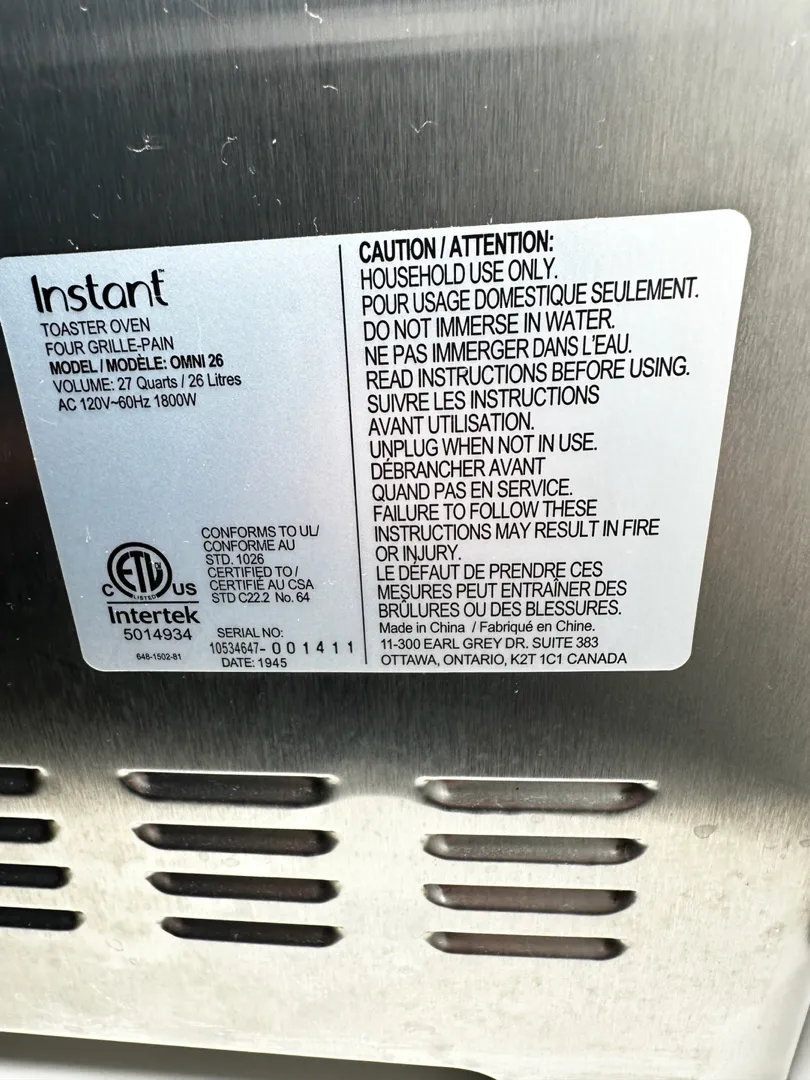 Instant™
TOASTER OVEN
FOUR GRILLE-PAIN
MODEL / MODÈLE: OMNI 26
VOLUME: 27 Quarts / 26 Litres
AC 120V~60Hz 1800W
CONFORMS TO UL/
CONFORME AU
STD. 1026
CERTIFIED TO /
CERTIFIÉ AU CSA
STD C22.2 No. 64
C ETL US
LISTED
Intertek
5014934
648-1502-81
SERIAL NO:
10534647-001411
DATE: 1945
CAUTION / ATTENTION:
HOUSEHOLD USE ONLY.
POUR USAGE DOMESTIQUE SEULEMENT.
DO NOT IMMERSE IN WATER.
NE PAS IMMERGER DANS L'EAU.
READ INSTRUCTIONS BEFORE USING.
SUIVRE LES INSTRUCTIONS
AVANT UTILISATION.
UNPLUG WHEN NOT IN USE.
DÉBRANCHER AVANT
QUAND PAS EN SERVICE.
FAILURE TO FOLLOW THESE
INSTRUCTIONS MAY RESULT IN FIRE
OR INJURY.
LE DÉFAUT DE PRENDRE CES
MESURES PEUT ENTRAÎNER DES
BRÛLURES OU DES BLESSURES.
Made in China / Fabriqué en Chine.
11-300 EARL GREY DR. SUITE 383
OTTAWA, ONTARIO, K2T 1C1 CANADA